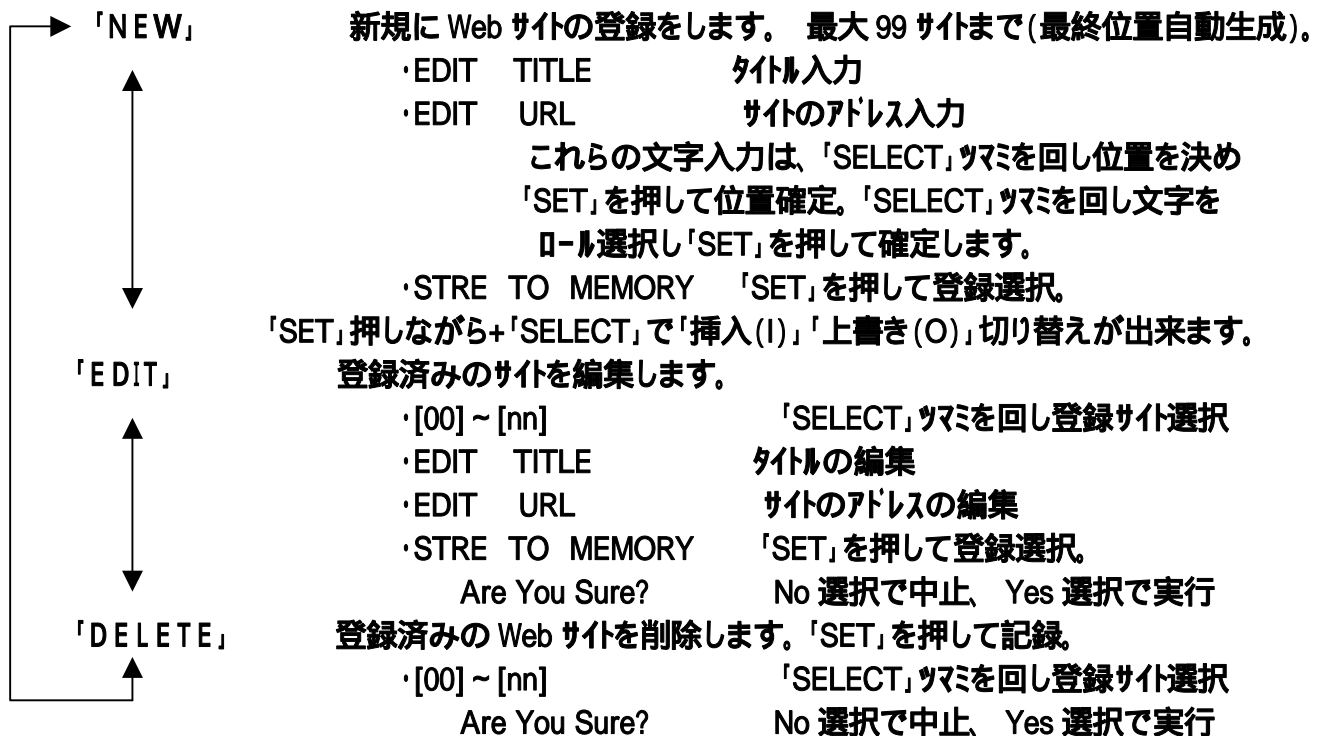 「NEW」 新規に Web サイトの登録をします。 最大 99 サイトまで(最終位置自動生成)。
・EDIT TITLE タイトル入力
・EDIT URL サイトのアドレス入力
これらの文字入力は、「SELECT」ツマミを回し位置を決め
「SET」を押して位置確定。「SELECT」ツマミを回し文字を
ロール選択し「SET」を押して確定します。
・STRE TO MEMORY 「SET」を押して登録選択。
「SET」押しながら+「SELECT」で「挿入(I)」「上書き(O)」切り替えが出来ます。
「EDIT」 登録済みのサイトを編集します。
・[00] ~ [nn] 「SELECT」ツマミを回し登録サイト選択
・EDIT TITLE タイトルの編集
・EDIT URL サイトのアドレスの編集
・STRE TO MEMORY 「SET」を押して登録選択。
Are You Sure? No 選択で中止、 Yes 選択で実行
「DELETE」 登録済みの Web サイトを削除します。「SET」を押して記録。
・[00] ~ [nn] 「SELECT」ツマミを回し登録サイト選択
Are You Sure? No 選択で中止、 Yes 選択で実行